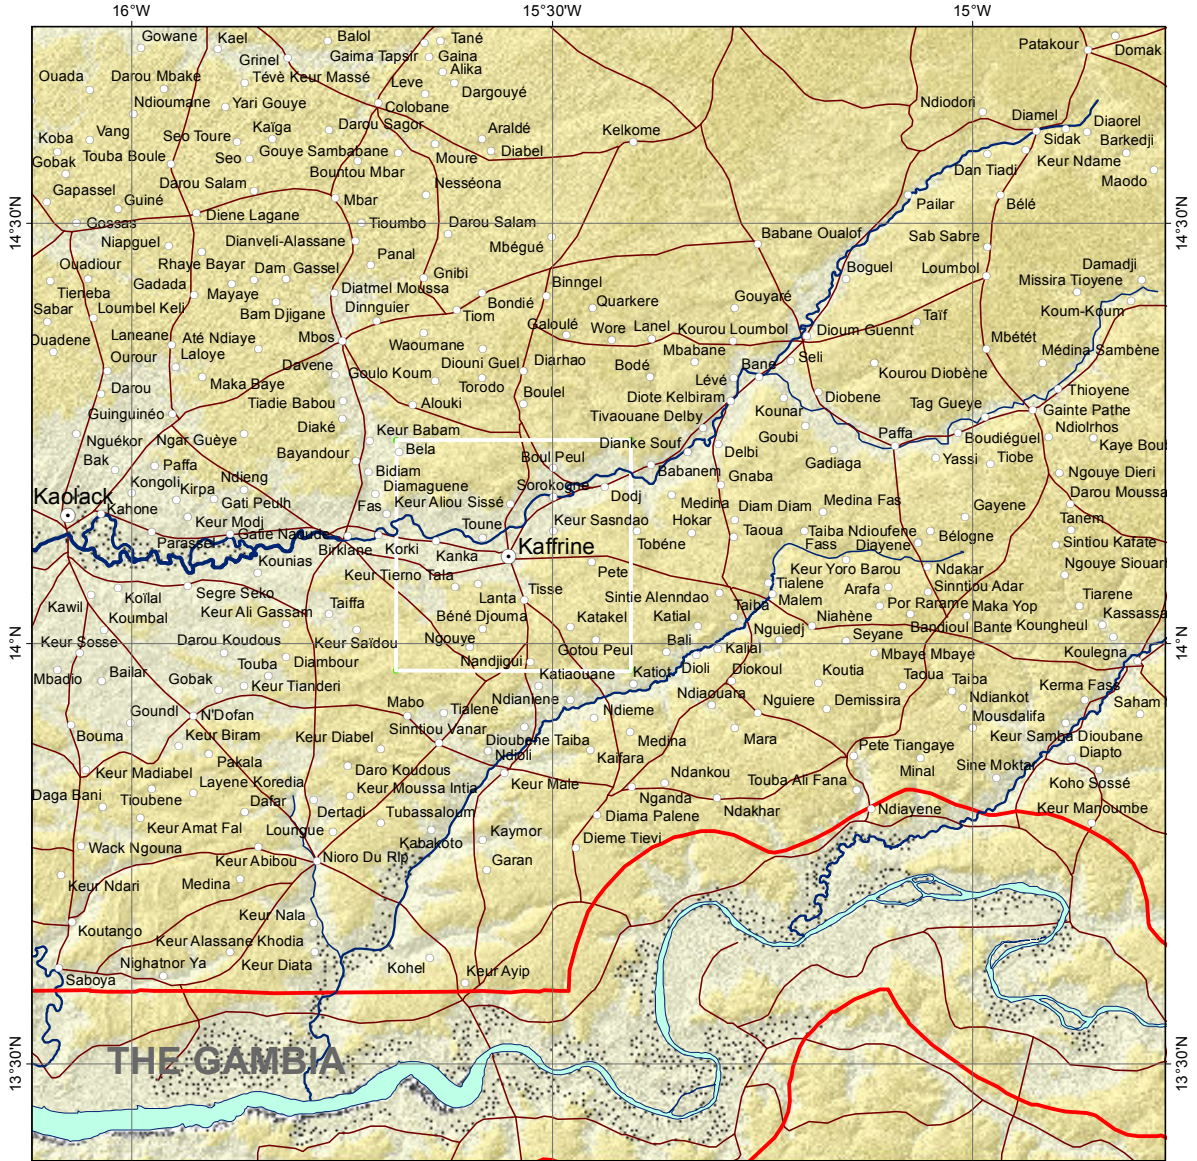 16°W
15°30'W
15°W
Gowane
Kael
Balol
Tané
Patakour
Domak
Grinel
Gaima Tapsir
Gaina
Ouada
Darou Mbake
Tévé Keur Massé
Leve
Alika
Ndioumane
Yari Gouye
Colobane
Dargouyé
Ndiodori
Diamel
Diaorel
Koba
Vang
Seo Toure
Kaïga
Darou Sagor
Araldé
Kelkome
Sidak
Barkedji
Gobak
Touba Boule
Seo
Gouye Sambabane
Moure
Diabel
Dan Tiadi
Keur Ndame
Maodo
Gapassel
Guiné
Darou Salam
Bountou Mbar
Nesséona
Mbar
Pailar
Bélé
Gossas
Diene Lagane
Tioumbo
Darou Salam
14°30'N
14°30'N
Niapguel
Dianveli-Alassane
Mbégué
Babane Oualof
Sab Sabre
Ouadiour
Rhaye Bayar
Dam Gassel
Panal
Gnibi
Binngel
Boguel
Loumbol
Damadji
Missira Tioyene
Tieneba
Gadada
Mayaye
Diatmel Moussa
Bondié
Quarkere
Gouyaré
Koum-Koum
Sabar
Loumbel Keli
Bam Djigane
Dinnguier
Tiom
Galoulé
Wore
Lanel
Kourou Loumbol
Dioum Guennt
Taïf
Ouadene
Laneane
Até Ndiaye
Mbos
Waoumane
Mbabane
Mbétét
Médina Sambène
Ourour
Laloye
Davene
Diouni Guel
Diarhao
Bodé
Bane
Seli
Kourou Diobène
Darou
Maka Baye
Goulo Koum
Torodo
Boulel
Lévé
Diote Kelbiram
Diobene
Thioyene
Guinguinéo
Tiadie Babou
Alouki
Kounar
Tag Gueye
Gainte Pathe
Diaké
Keur Babam
Tivaouane Delby
Goubi
Paffa
Ndiolrhos
Nguékor
Ngar Guèye
Bela
Dianke Souf
Delbi
Boudiéguel
Kaye Bou
Bak
Paffa
Bayandour
Boul Peul
Babanem
Gadiaga
Yassi
Tiobe
Kongoli
Ndieng
Bidiam
Gnaba
Ngouye Dieri
Kaolack
Kirpa
Diamaguene
Sorokogne
Dodj
Medina
Medina Fas
Darou Moussa
Kahone
Gati Peulh
Fas
Keur Aliou Sissé
Diam Diam
Gayene
Keur Modj
Toune
Keur Sasndao
Hokar
Taoua
Taiba Ndioufene
Tanem
Parassel
Gatie Natude
Birklane
Korki
Kanka
Kaffrine
Tobéne
Fass
Diayene
Bélogne
Sintiou Katate
Kounias
Keur Tierno Tala
Pete
Keur Yoro Barou
Ndakar
Ngouye Siouar
Koïlal
Segre Seko
Lanta
Tisse
Sintie Alenndao
Tialene
Arafa
Sinntiou Adar
Kawil
Koumbal
Keur Ali Gassam
Taiffa
Béné Djouma
Katakel
Katial
Taiba
Malem
Por Rarame
Maka Yop
Tiarene
Keur Sosse
Darou Koudous
Keur Saïdou
Ngouye
Bali
Nguiedj
Niahène
Bandioul Bante
Koungheul
Kassassa
14°N
14°N
Mbadio
Bailar
Touba
Diambour
Nandjigui
Gotou Peul
Kalial
Seyane
Koulegna
Gobak
Keur Tianderi
Katiaouane
Katiot
Dioli
Diokoul
Mbaye Mbaye
Kerma Fass
Goundl
N'Dofan
Mabo
Tialene
Ndianlene
Ndieme
Ndiaouara
Nguiere
Koutia
Taoua
Taiba
Saham
Demissira
Ndiankot
Bouma
Keur Biram
Keur Diabel
Sinntiou Vanar
Mousdalifa
Dioubane Taiba
Medina
Mara
Keur Samba Dioubane
Pakala
Ndioli
Kaifara
Pete Tiangaye
Diapto
Keur Madiabel
Layene Koredia
Daro Koudous
Keur Male
Ndankou
Touba Ali Fana
Minal
Sine Moktar
Koho Sossé
Daga Bani
Tioubene
Dafar
Keur Moussa Intia
Nganda
Ndakhar
Ndiayene
Keur Manoumbe
Dertadi
Tubassaloum
Diama Palene
Keur Amat Fal
Loungue
Kaymor
Dieme Tievi
Wack Ngouna
Keur Abibou
Nioro Du Rip
Kabakoto
Garan
Keur Ndari
Medina
Keur Nala
Koutango
Keur Alassane Khodia
Nighatnor Ya
Keur Diata
Kohel
Keur Ayip
Saboya
13°30'N
THE GAMBIA
13°30'N